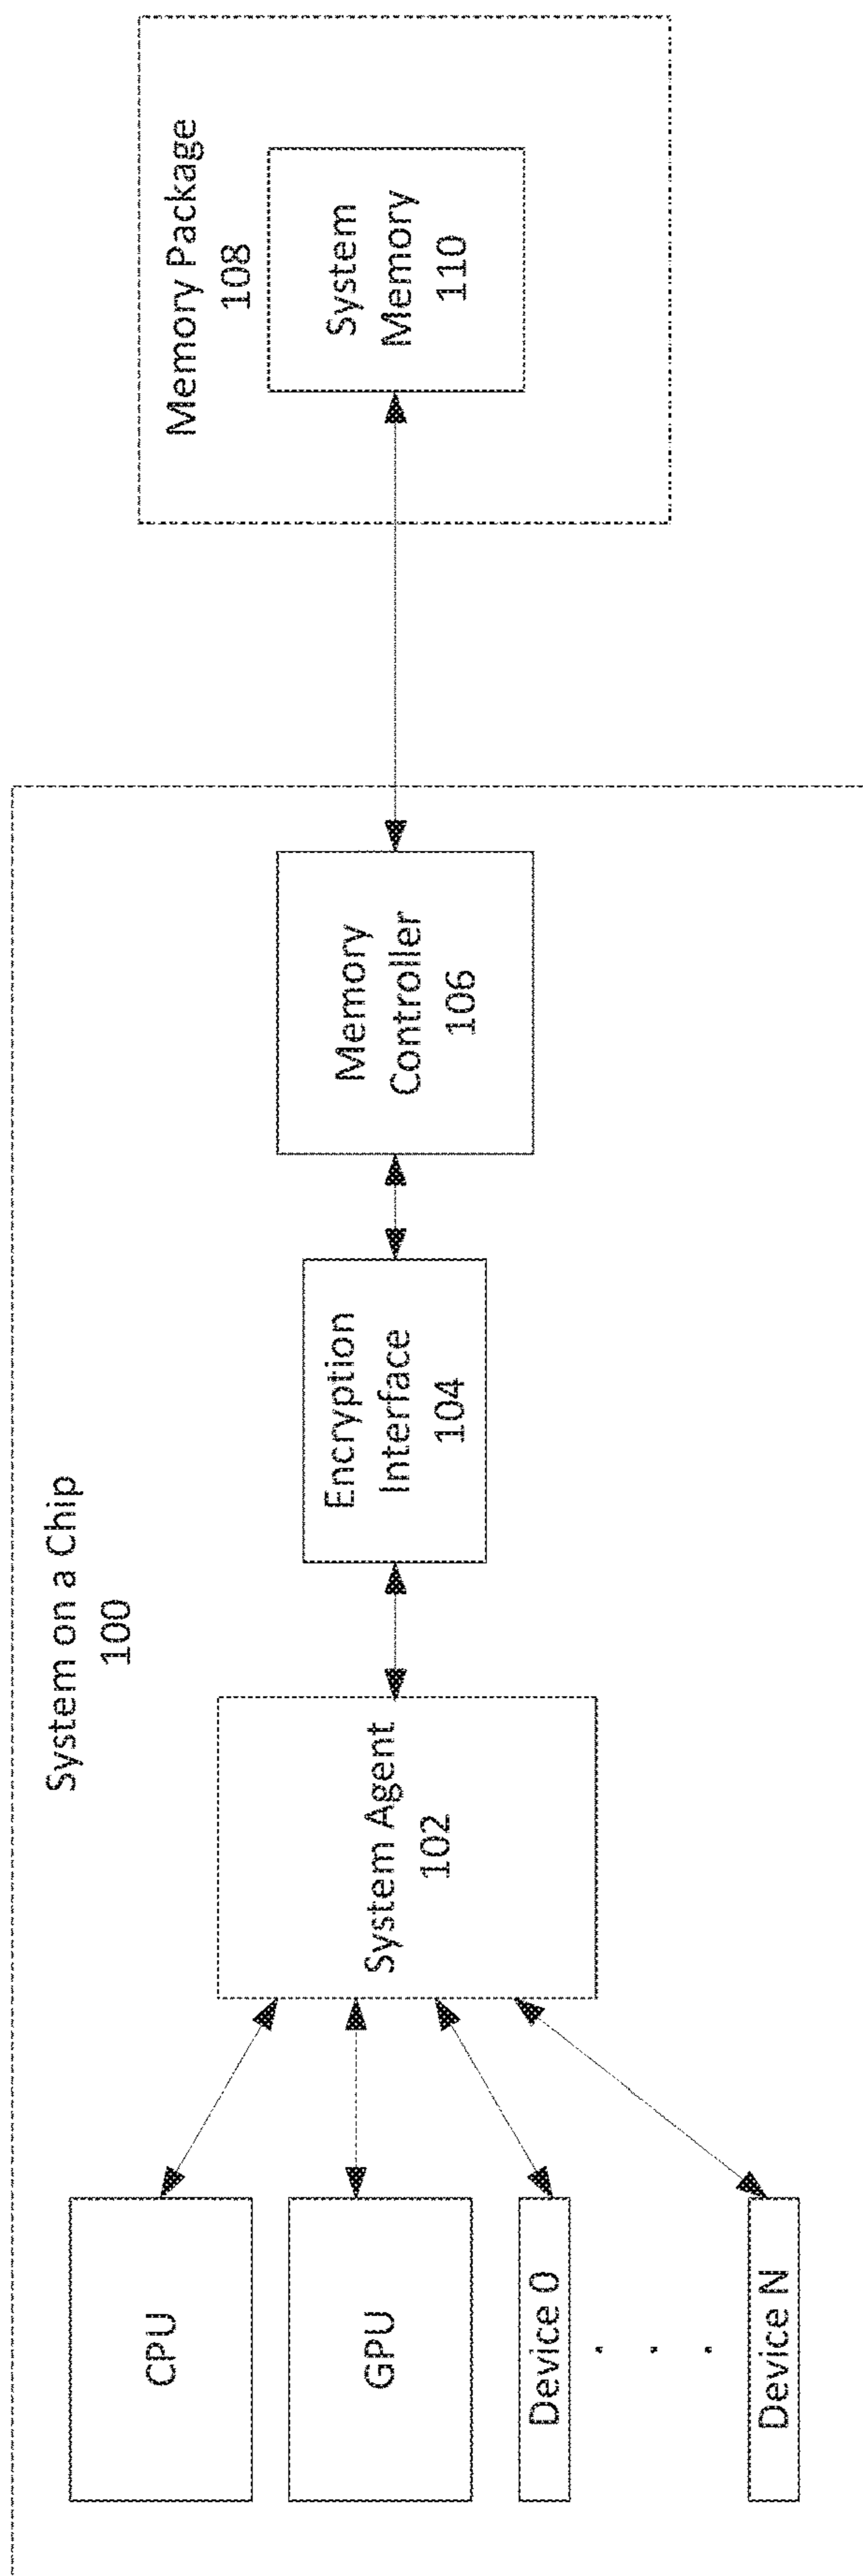 System on a Chip
100
CPU
GPU
Device 0
Device N
System Agent
102
Encryption
Interface
104
Memory
Controller
106
Memory Package
108
System
Memory
110